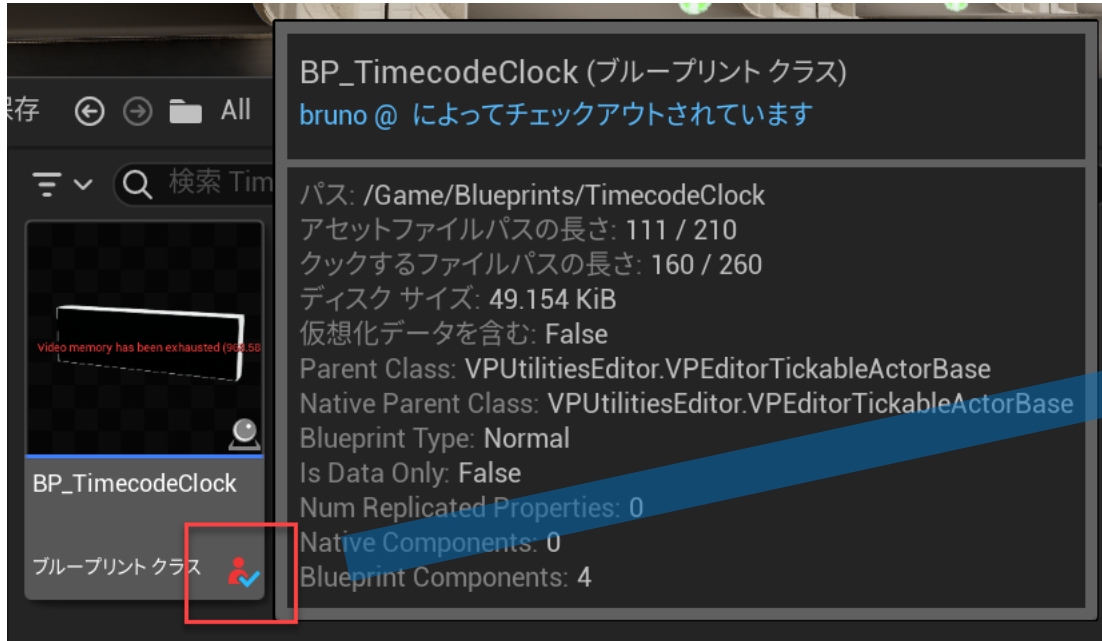 BP_TimecodeClock (ブループリント クラス)
bruno @ によってチェックアウトされています
保存 All
検索 Tim
パス: /Game/Blueprints/TimecodeClock
アセットファイルパスの長さ: 111 / 210
クックするファイルパスの長さ: 160 / 260
ディスク サイズ: 49.154 KiB
仮想化データを含む: False
Parent Class: VPUtilitiesEditor.VPEditorTickableActorBase
Native Parent Class: VPUtilitiesEditor.VPEditorTickableActorBase
Blueprint Type: Normal
Is Data Only: False
Num Replicated Properties: 0
Native Components: 0
Blueprint Components: 4
Video memory has been exhausted
BP_TimecodeClock
ブループリント クラス